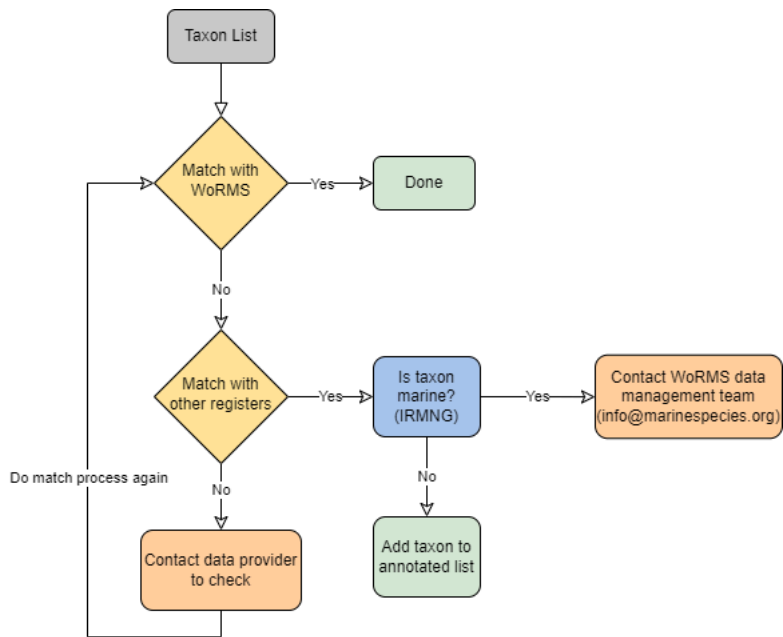 Taxon List
Match with
WoRMS
Yes
Done
No
Match with
other registers
Yes
Is taxon
marine?
(IRMNG)
Yes
Contact WoRMS data
management team
(info@marinespecies.org)
Do match process again
No
No
Contact data provider
to check
Add taxon to
annotated list